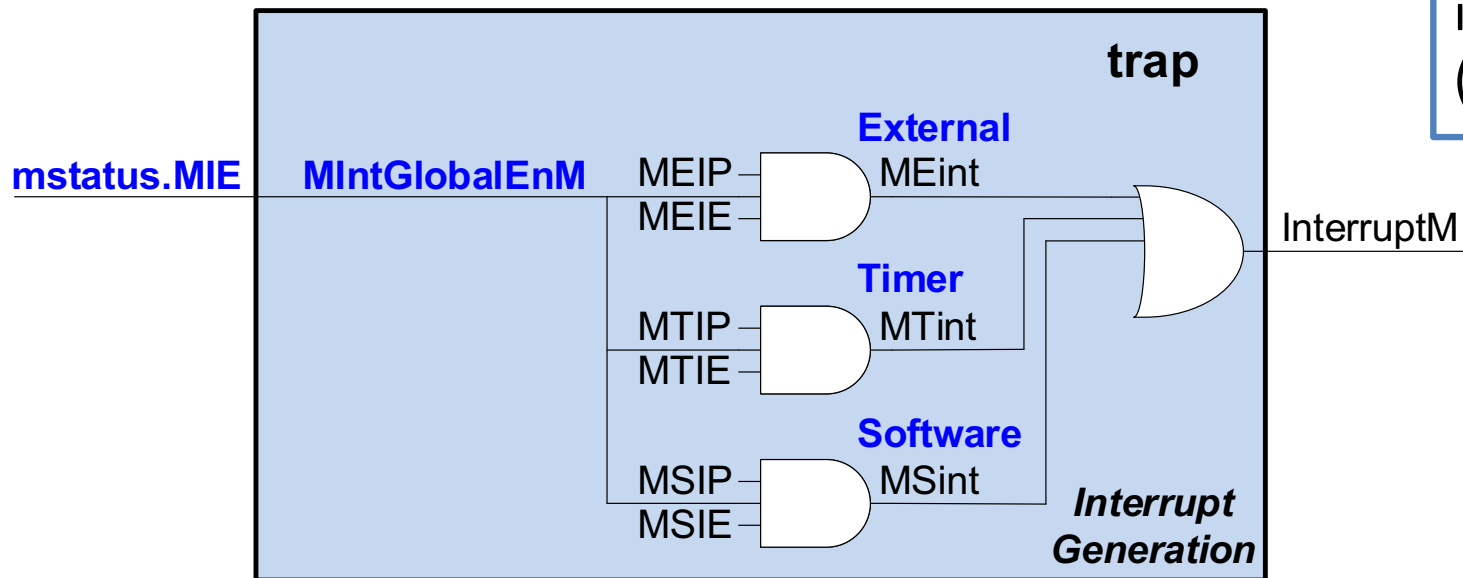 trap
External
mstatus.MIE
MIntGlobalEnM
MEIP
MEint
MEIE
InterruptM
Timer
MTIP
MTint
MTIE
Software
MSIP
MSint
MSIE
Interrupt
Generation
(